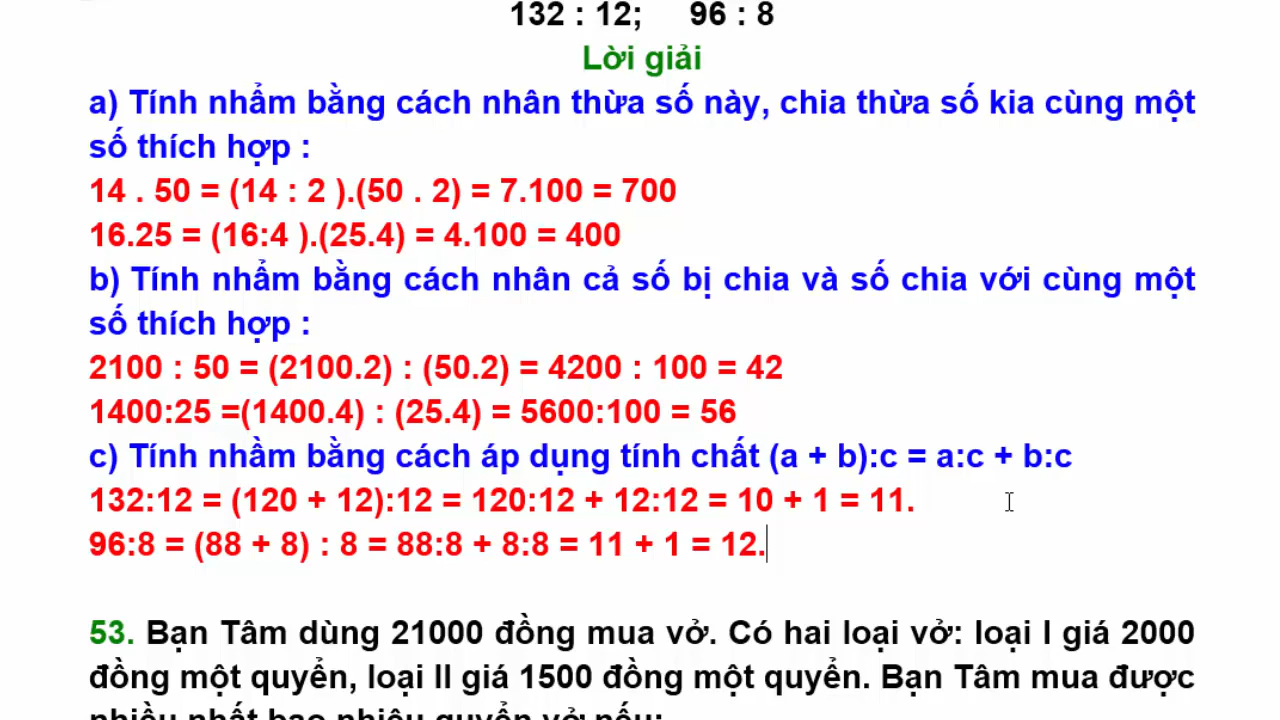 132 : 12; 96 : 8
Lời giải
a) Tính nhẩm bằng cách nhân thừa số này, chia thừa số kia cùng một
số thích hợp :
14 . 50 = (14 : 2 ).(50 . 2) = 7.100 = 700
16.25 = (16:4 ).(25.4) = 4.100 = 400
b) Tính nhẩm bằng cách nhân cả số bị chia và số chia với cùng một
số thích hợp :
2100 : 50 = (2100.2) : (50.2) = 4200 : 100 = 42
1400:25 =(1400.4) : (25.4) = 5600:100 = 56
c) Tính nhầm bằng cách áp dụng tính chất (a + b):c = a:c + b:c
132:12 = (120 + 12):12 = 120:12 + 12:12 = 10 + 1 = 11.
96:8 = (88 + 8) : 8 = 88:8 + 8:8 = 11 + 1 = 12.
53. Bạn Tâm dùng 21000 đồng mua vở. Có hai loại vở: loại I giá 2000
đồng một quyển, loại II giá 1500 đồng một quyển. Bạn Tâm mua được
nhiều nhất bao nhiêu quyển vở nếu: